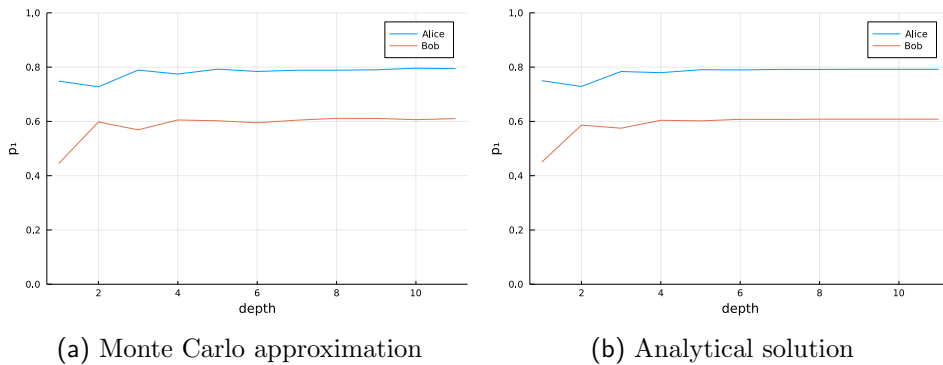 1.0
0.8
0.6
0.4
0.2
0.0
p₁
Alice
Bob
2 4 6 8 10
depth
(a) Monte Carlo approximation
1.0
0.8
0.6
0.4
0.2
0.0
p₁
Alice
Bob
2 4 6 8 10
depth
(b) Analytical solution